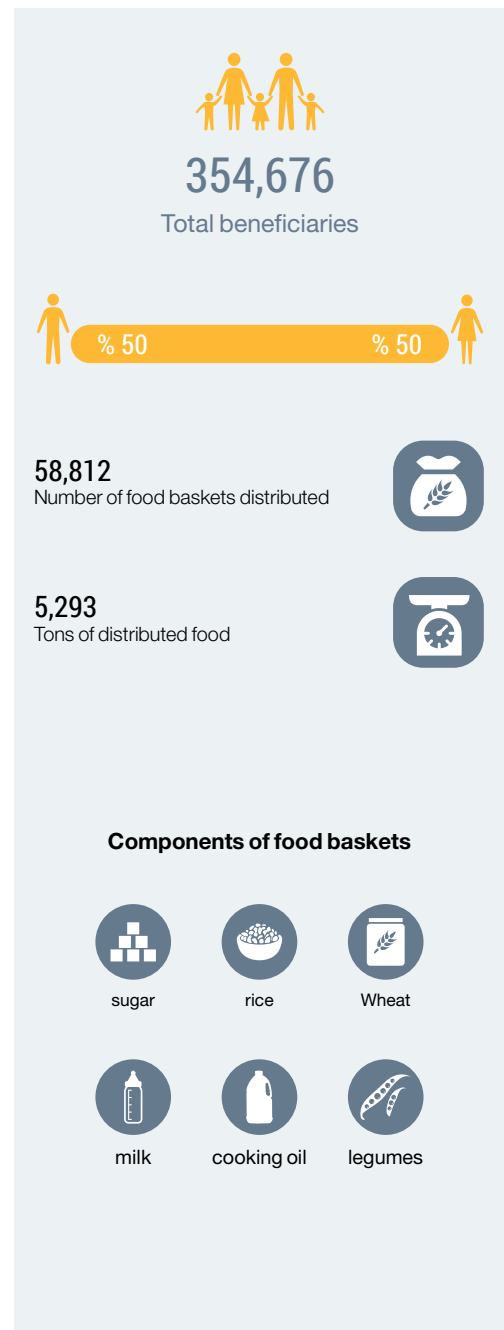 354,676
Total beneficiaries
% 50 % 50
58,812
Number of food baskets distributed
5,293
Tons of distributed food
Components of food baskets
sugar rice Wheat
milk cooking oil legumes